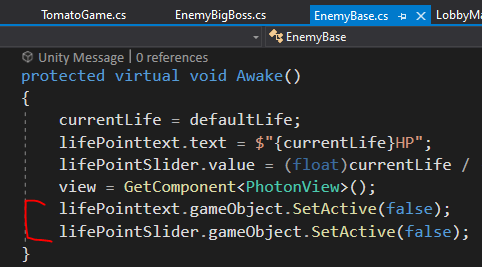 TomatoGame.cs EnemyBigBoss.cs EnemyBase.cs LobbyMa
EnemyBase
Unity Message | 0 references
protected virtual void Awake()
{
currentLife = defaultLife;
lifePointtext.text = $"{currentLife}HP";
lifePointSlider.value = (float)currentLife /
view = GetComponent<PhotonView>();
lifePointtext.gameObject.SetActive(false);
lifePointSlider.gameObject.SetActive(false);
}